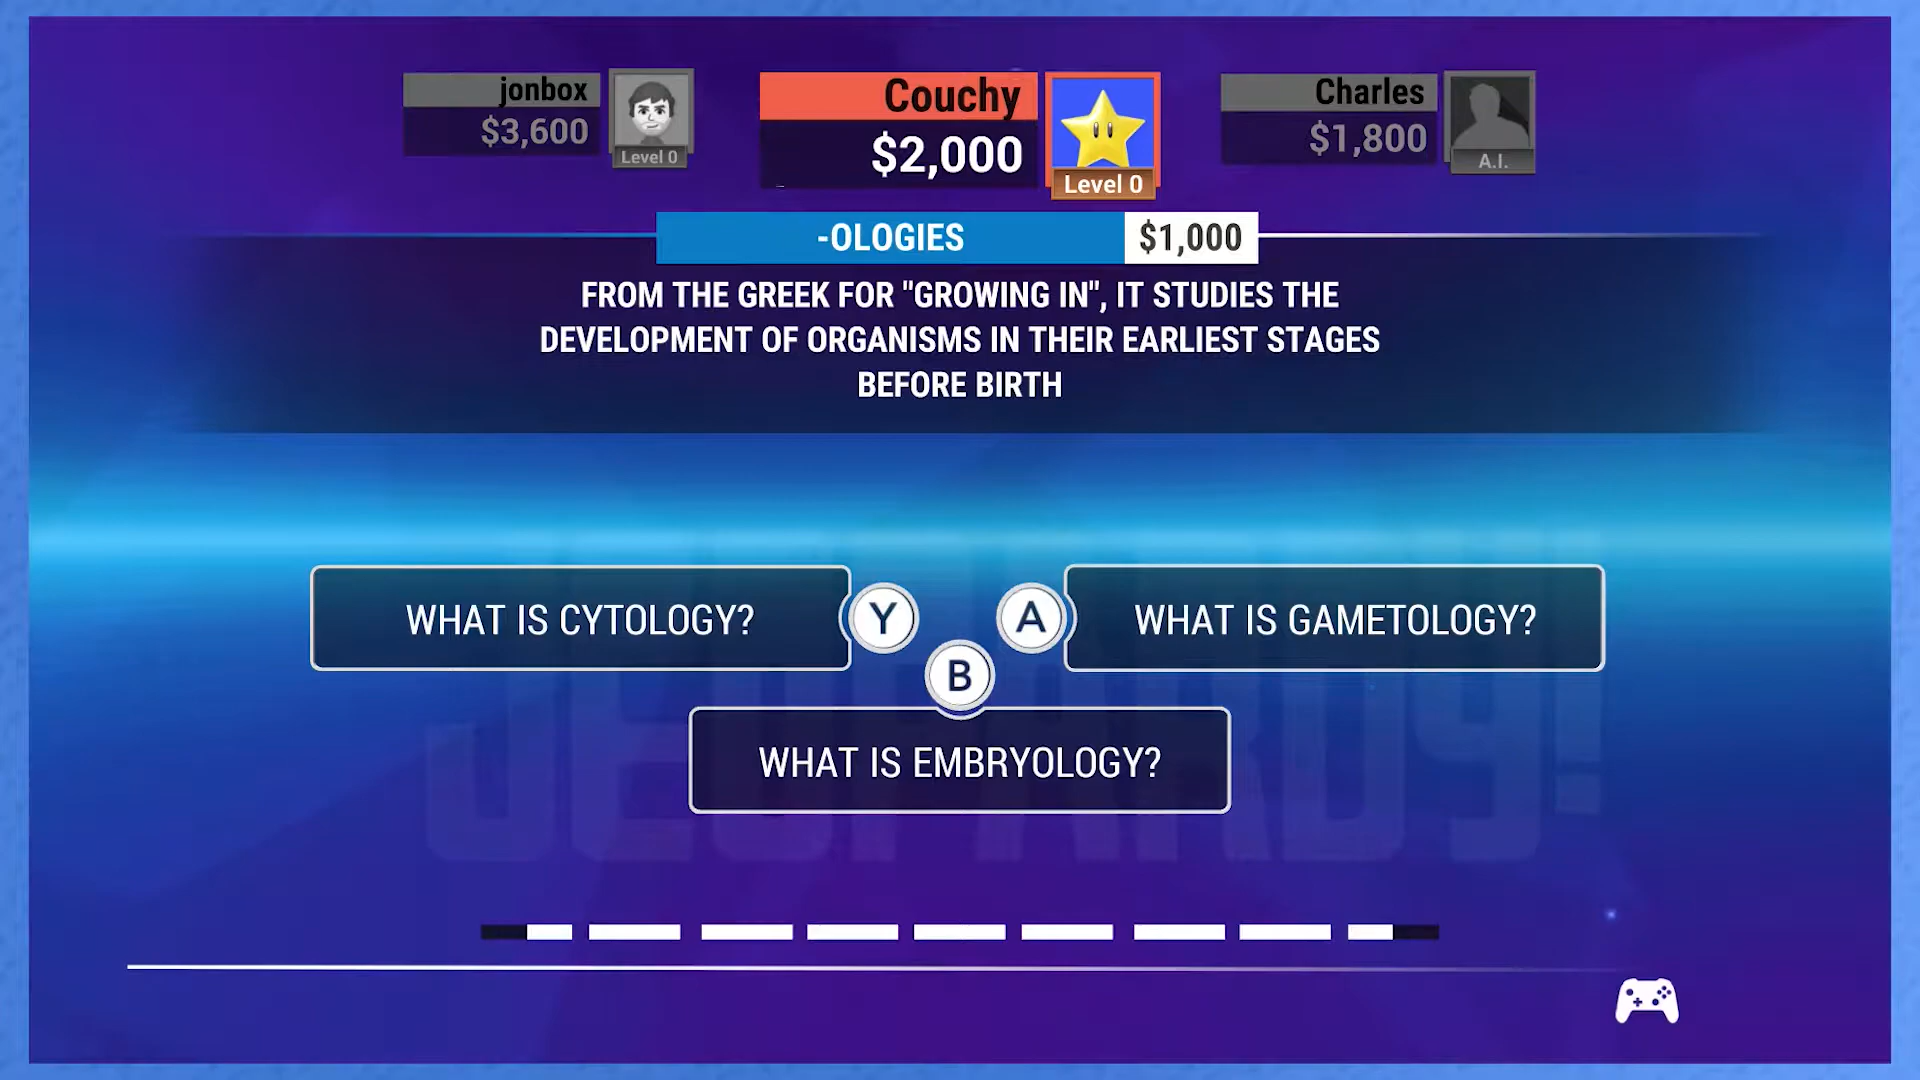 jonbox
$3,600
Level 0
Couchy
$2,000
Level 0
Charles
$1,800
A.I.
-OLOGIES
$1,000
FROM THE GREEK FOR "GROWING IN", IT STUDIES THE
DEVELOPMENT OF ORGANISMS IN THEIR EARLIEST STAGES
BEFORE BIRTH
WHAT IS CYTOLOGY?
Y
A
WHAT IS GAMETOLOGY?
B
WHAT IS EMBRYOLOGY?
JEOPARDY!